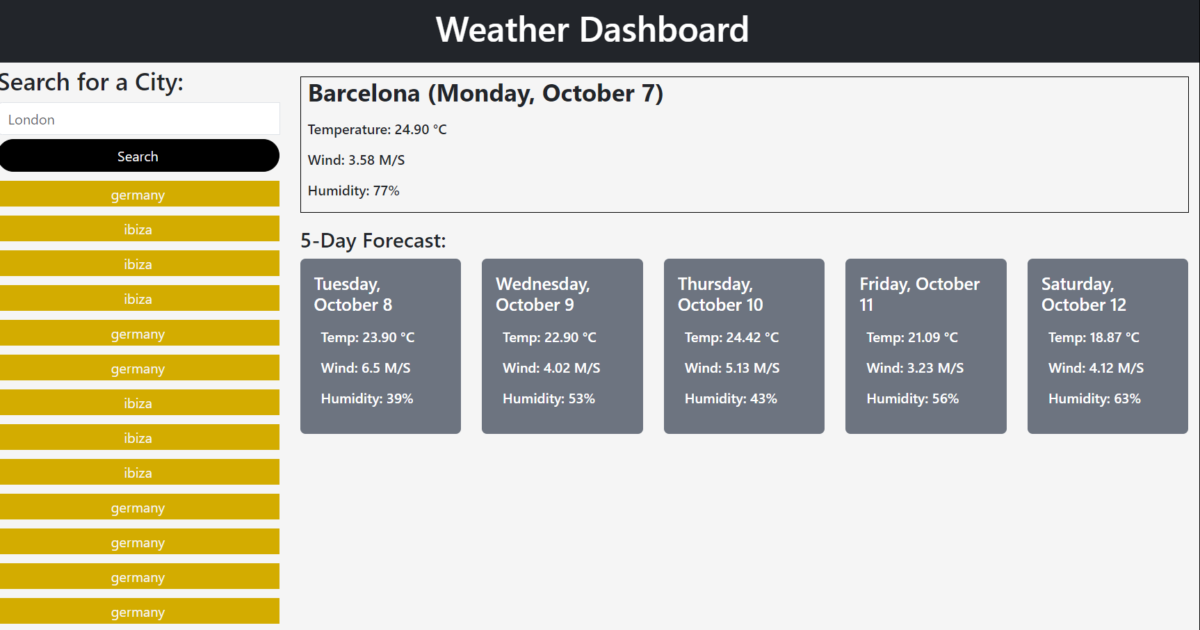 Weather Dashboard
Search for a City:
London
Search
germany
ibiza
ibiza
ibiza
germany
germany
ibiza
ibiza
ibiza
germany
germany
germany
germany
Barcelona (Monday, October 7)
Temperature: 24.90 °C
Wind: 3.58 M/S
Humidity: 77%
5-Day Forecast:
Tuesday,
October 8
Temp: 23.90 °C
Wind: 6.5 M/S
Humidity: 39%
Wednesday,
October 9
Temp: 22.90 °C
Wind: 4.02 M/S
Humidity: 53%
Thursday,
October 10
Temp: 24.42 °C
Wind: 5.13 M/S
Humidity: 43%
Friday, October
11
Temp: 21.09 °C
Wind: 3.23 M/S
Humidity: 56%
Saturday,
October 12
Temp: 18.87 °C
Wind: 4.12 M/S
Humidity: 63%